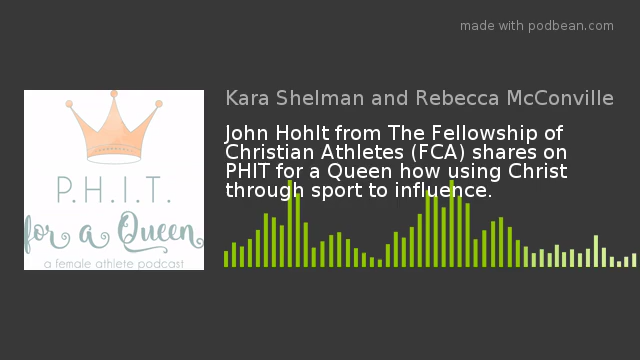 made with podbean.com
Kara Shelman and Rebecca McConville
John Hohlt from The Fellowship of
Christian Athletes (FCA) shares on
PHIT for a Queen how using Christ
through sport to influence.
P.H.I.T.
for a Queen
a female athlete podcast